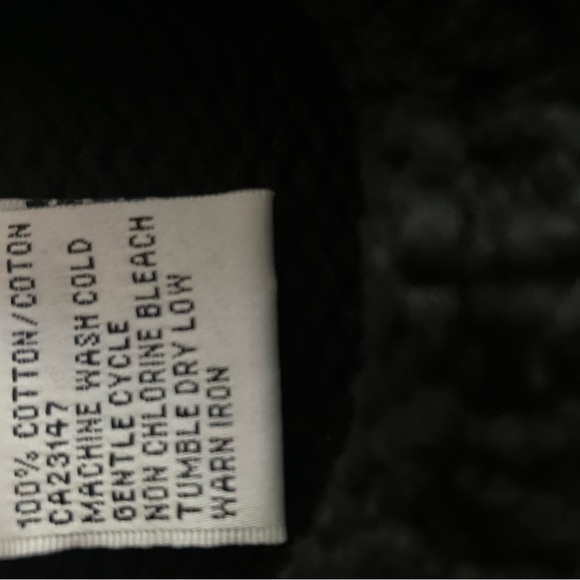 100% COTTON/COTON
CA23147
MACHINE WASH COLD
GENTLE CYCLE
NON CHLORINE BLEACH
TUMBLE DRY LOW
WARN IRON